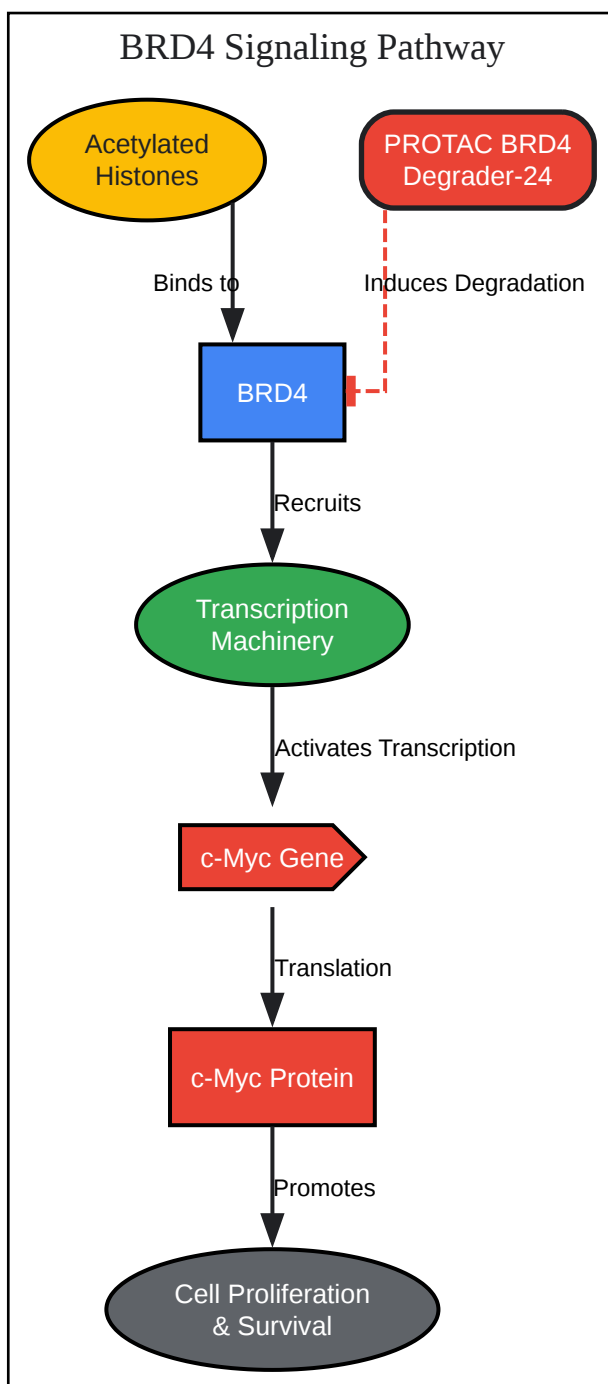 BRD4 Signaling Pathway
Acetylated
Histones
PROTAC BRD4
Degrader-24
Binds to
Induces Degradation
BRD4
Recruits
Transcription
Machinery
Activates Transcription
c-Myc Gene
Translation
c-Myc Protein
Promotes
Cell Proliferation
& Survival